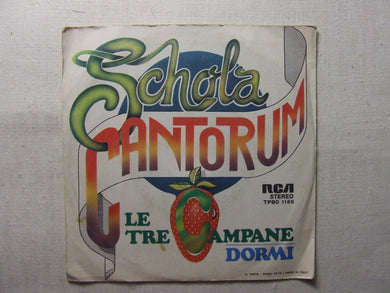 Schola
CANTORUM
RCA
STEREO
TPBO 1166
LE
TRE CAMPANE
DORMI